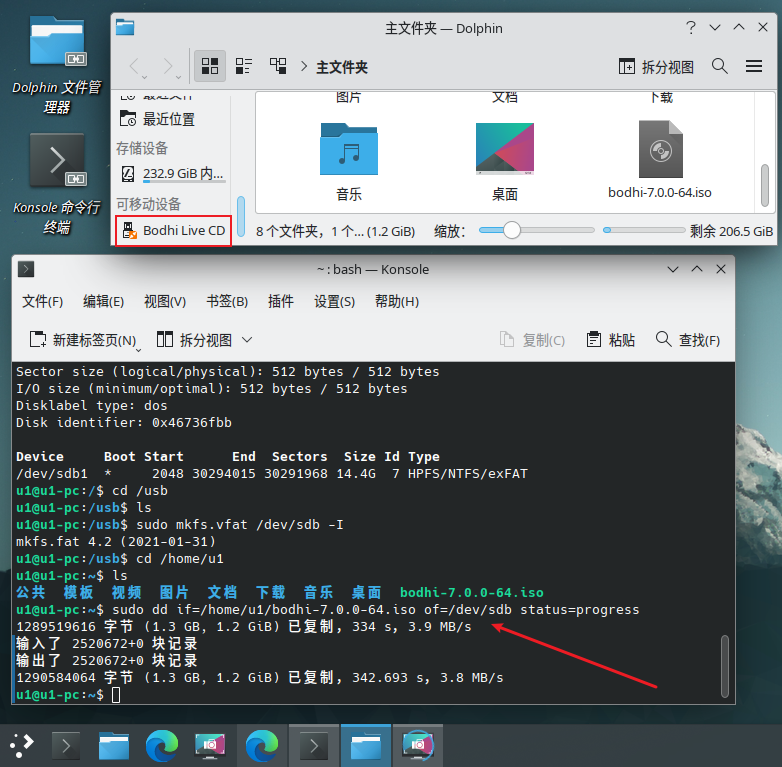 Dolphin 文件管
理器
Konsole 命令行
终端
主文件夹 — Dolphin
主文件夹
拆分视图
最近文件
最近位置
存储设备
232.9 GiB 内...
可移动设备
Bodhi Live CD
图片
文档
下载
音乐
桌面
bodhi-7.0.0-64.iso
8 个文件夹，1 个... (1.2 GiB)
缩放：
剩余 206.5 GiB
~ : bash — Konsole
文件(F) 编辑(E) 视图(V) 书签(B) 插件 设置(S) 帮助(H)
新建标签页(N) 拆分视图 复制(C) 粘贴 查找(F)
Sector size (logical/physical): 512 bytes / 512 bytes
I/O size (minimum/optimal): 512 bytes / 512 bytes
Disklabel type: dos
Disk identifier: 0x46736fbb
Device     Boot Start      End  Sectors  Size Id Type
/dev/sdb1  *     2048 30294015 30291968 14.4G  7 HPFS/NTFS/exFAT
u1@u1-pc:/$ cd /usb
u1@u1-pc:/usb$ ls
u1@u1-pc:/usb$ sudo mkfs.vfat /dev/sdb -I
mkfs.fat 4.2 (2021-01-31)
u1@u1-pc:/usb$ cd /home/u1
u1@u1-pc:~$ ls
公共 模板 视频 图片 文档 下载 音乐 桌面 bodhi-7.0.0-64.iso
u1@u1-pc:~$ sudo dd if=/home/u1/bodhi-7.0.0-64.iso of=/dev/sdb status=progress
1289519616 字节 (1.3 GB, 1.2 GiB) 已复制，334 s，3.9 MB/s
输入了 2520672+0 块记录
输出了 2520672+0 块记录
1290584064 字节 (1.3 GB, 1.2 GiB) 已复制，342.693 s，3.8 MB/s
u1@u1-pc:~$